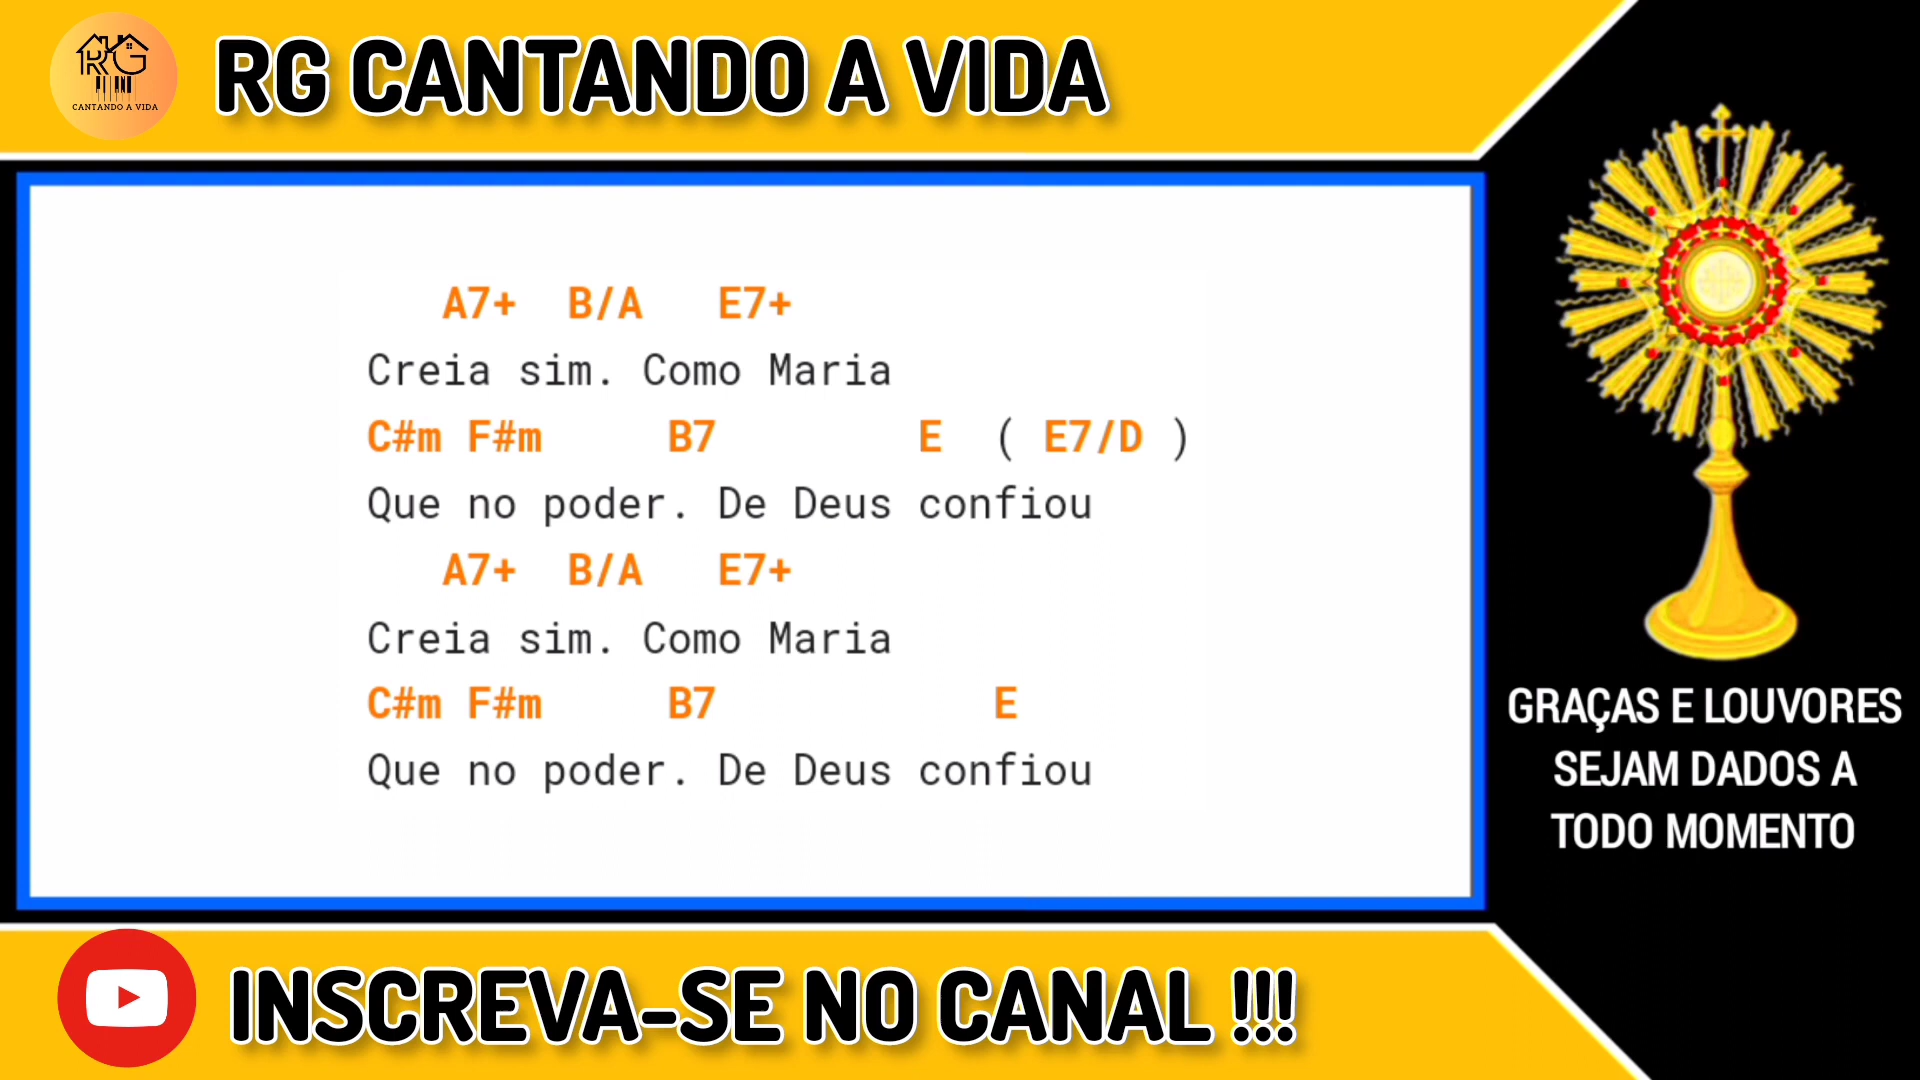 RG
CANTANDO A VIDA
RG CANTANDO A VIDA
A7+ B/A E7+
Creia sim. Como Maria
C#m F#m B7 E ( E7/D )
Que no poder. De Deus confiou
A7+ B/A E7+
Creia sim. Como Maria
C#m F#m B7 E
Que no poder. De Deus confiou
GRAÇAS E LOUVORES
SEJAM DADOS A
TODO MOMENTO
INSCREVA-SE NO CANAL !!!